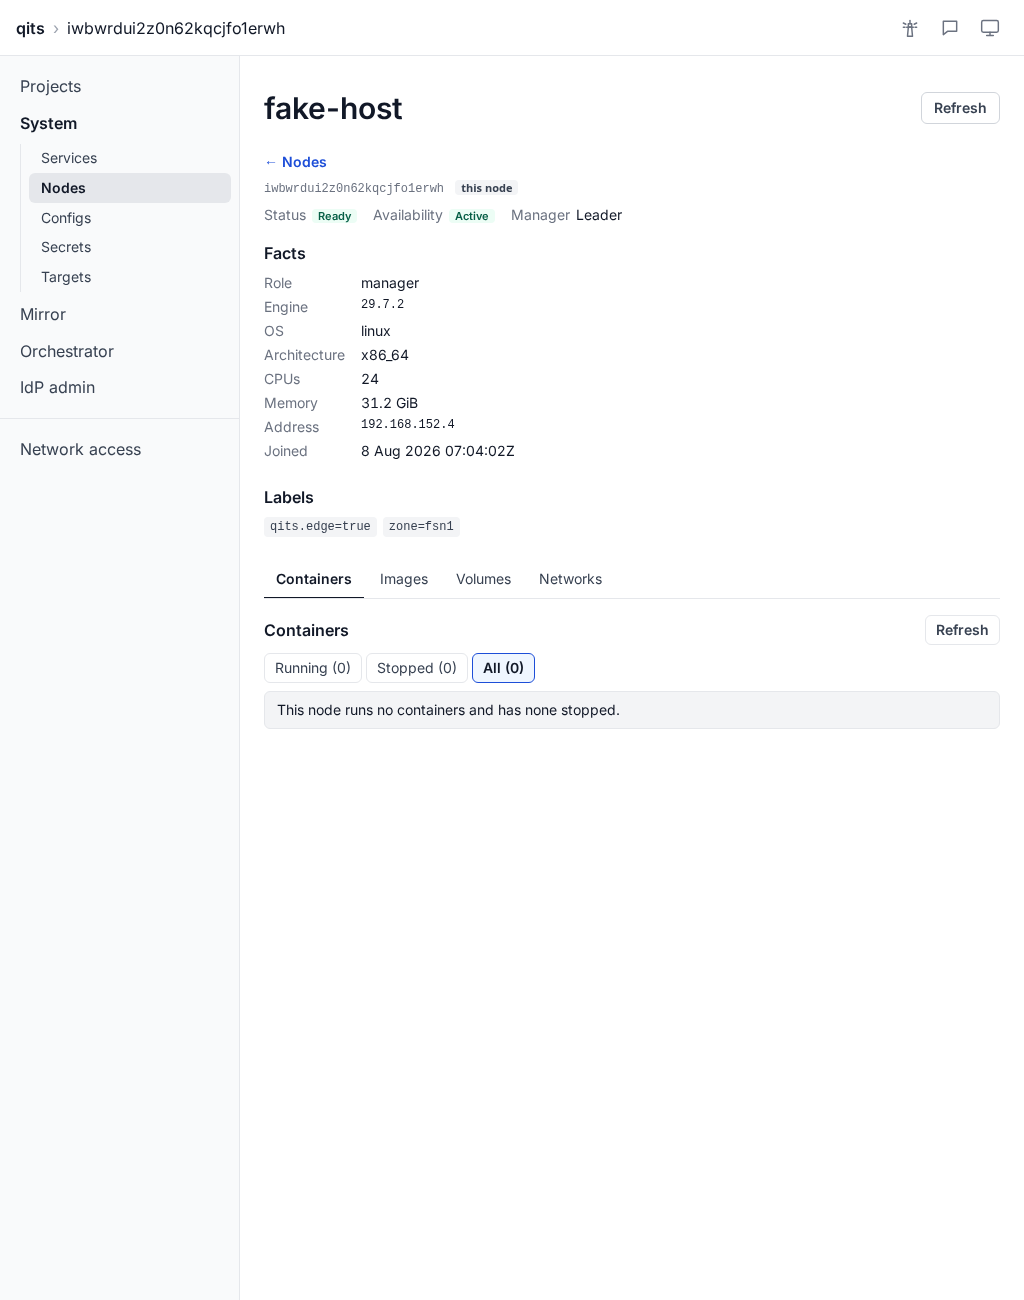 qits › iwbwrdui2z0n62kqcjfo1erwh
Projects
System
Services
Nodes
Configs
Secrets
Targets
Mirror
Orchestrator
IdP admin
Network access
fake-host
Refresh
← Nodes
iwbwrdui2z0n62kqcjfo1erwh this node
Status Ready Availability Active Manager Leader
Facts
Role manager
Engine 29.7.2
OS linux
Architecture x86_64
CPUs 24
Memory 31.2 GiB
Address 192.168.152.4
Joined 8 Aug 2026 07:04:02Z
Labels
qits.edge=true zone=fsn1
Containers Images Volumes Networks
Containers
Refresh
Running (0) Stopped (0) All (0)
This node runs no containers and has none stopped.